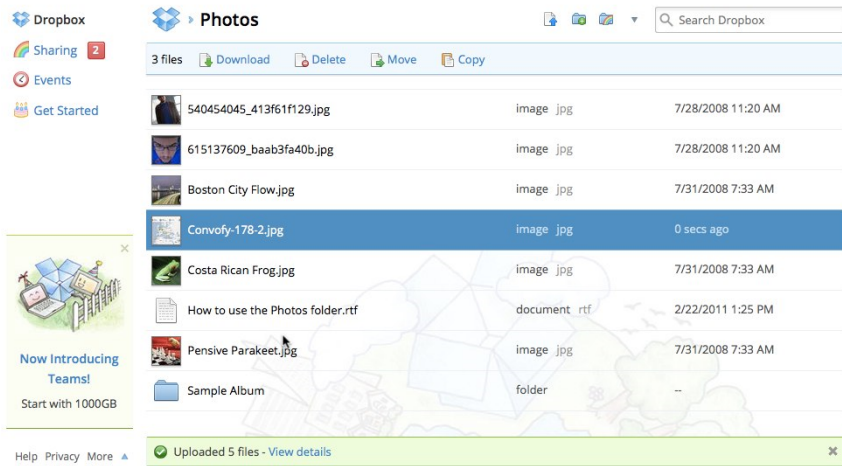 Dropbox
Sharing 2
Events
Get Started
Now Introducing
Teams!
Start with 1000GB
Help Privacy More
› Photos
Search Dropbox
3 files Download Delete Move Copy
540454045_413f61f129.jpg image jpg 7/28/2008 11:20 AM
615137609_baab3fa40b.jpg image jpg 7/28/2008 11:20 AM
Boston City Flow.jpg image jpg 7/31/2008 7:33 AM
Convofy-178-2.jpg image jpg 0 secs ago
Costa Rican Frog.jpg image jpg 7/31/2008 7:33 AM
How to use the Photos folder.rtf document rtf 2/22/2011 1:25 PM
Pensive Parakeet.jpg image jpg 7/31/2008 7:33 AM
Sample Album folder --
Uploaded 5 files - View details